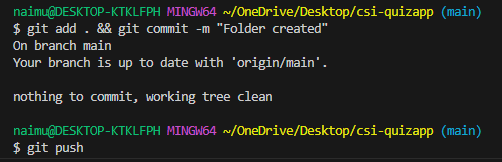 naimu@DESKTOP-KTKLFPH MINGW64 ~/OneDrive/Desktop/csi-quizapp (main)
$ git add . && git commit -m "Folder created"
On branch main
Your branch is up to date with 'origin/main'.

nothing to commit, working tree clean

naimu@DESKTOP-KTKLFPH MINGW64 ~/OneDrive/Desktop/csi-quizapp (main)
$ git push